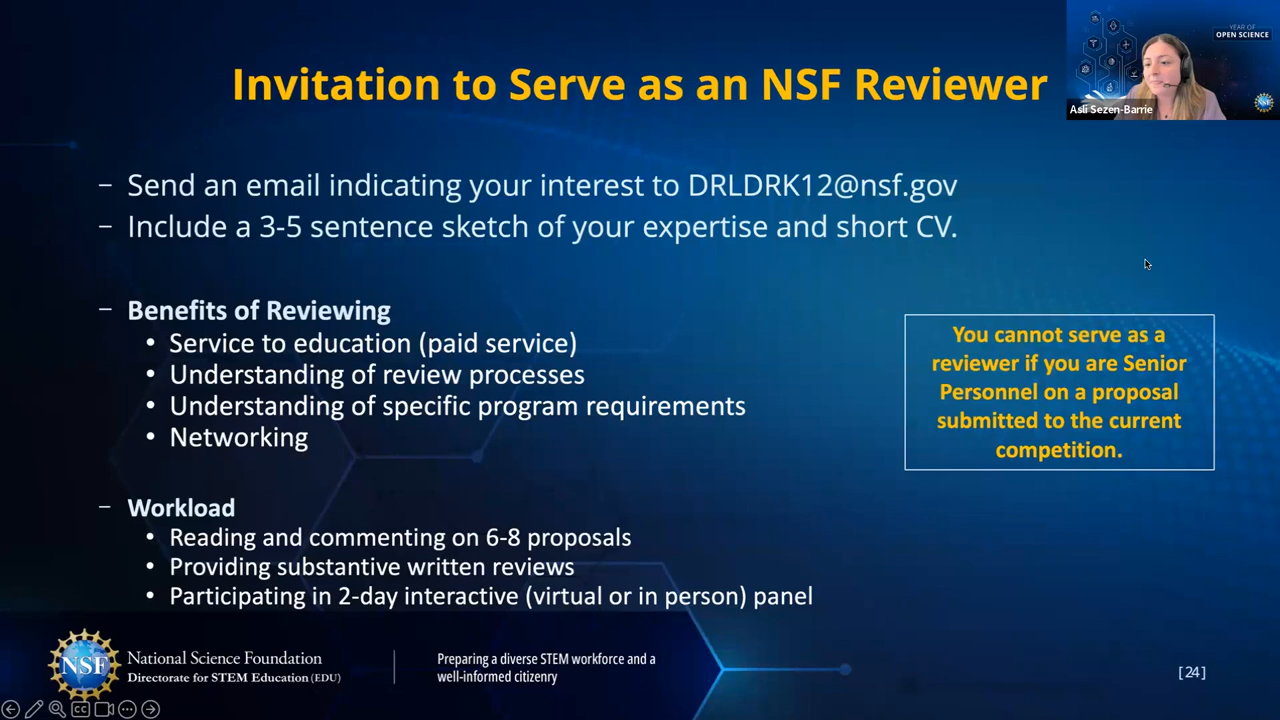 Invitation to Serve as an NSF Reviewer
YEAR OF
OPEN SCIENCE
Asli Sezen-Barrie
NSF
– Send an email indicating your interest to DRLDRK12@nsf.gov
– Include a 3-5 sentence sketch of your expertise and short CV.
– Benefits of Reviewing
• Service to education (paid service)
• Understanding of review processes
• Understanding of specific program requirements
• Networking
You cannot serve as a
reviewer if you are Senior
Personnel on a proposal
submitted to the current
competition.
– Workload
• Reading and commenting on 6-8 proposals
• Providing substantive written reviews
• Participating in 2-day interactive (virtual or in person) panel
NSF
National Science Foundation
Directorate for STEM Education (EDU)
Preparing a diverse STEM workforce and a
well-informed citizenry
[24]
CC